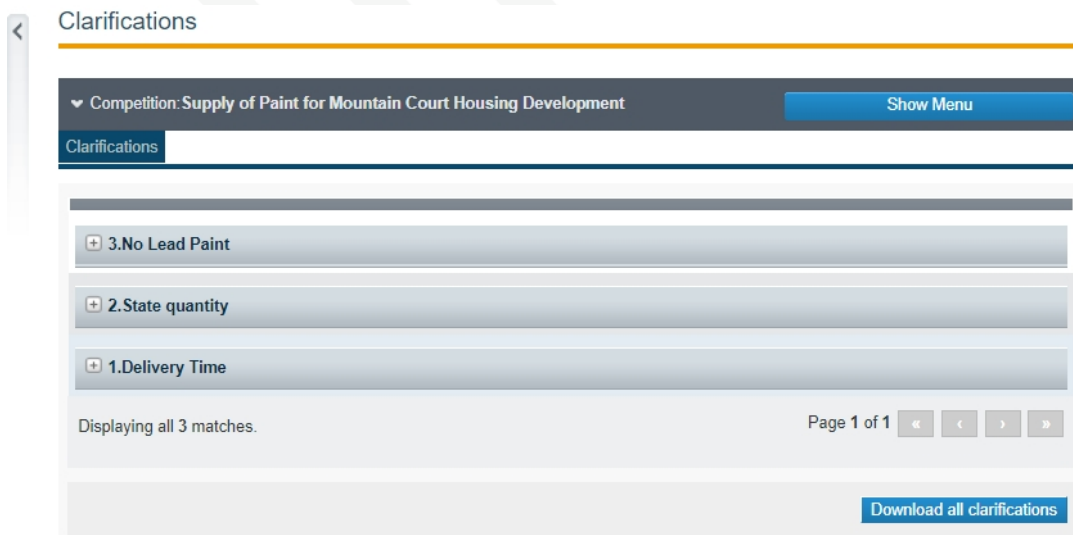 Clarifications
Competition:Supply of Paint for Mountain Court Housing Development Show Menu
Clarifications
3.No Lead Paint
2.State quantity
1.Delivery Time
Displaying all 3 matches. Page 1 of 1 « ‹ › »
Download all clarifications